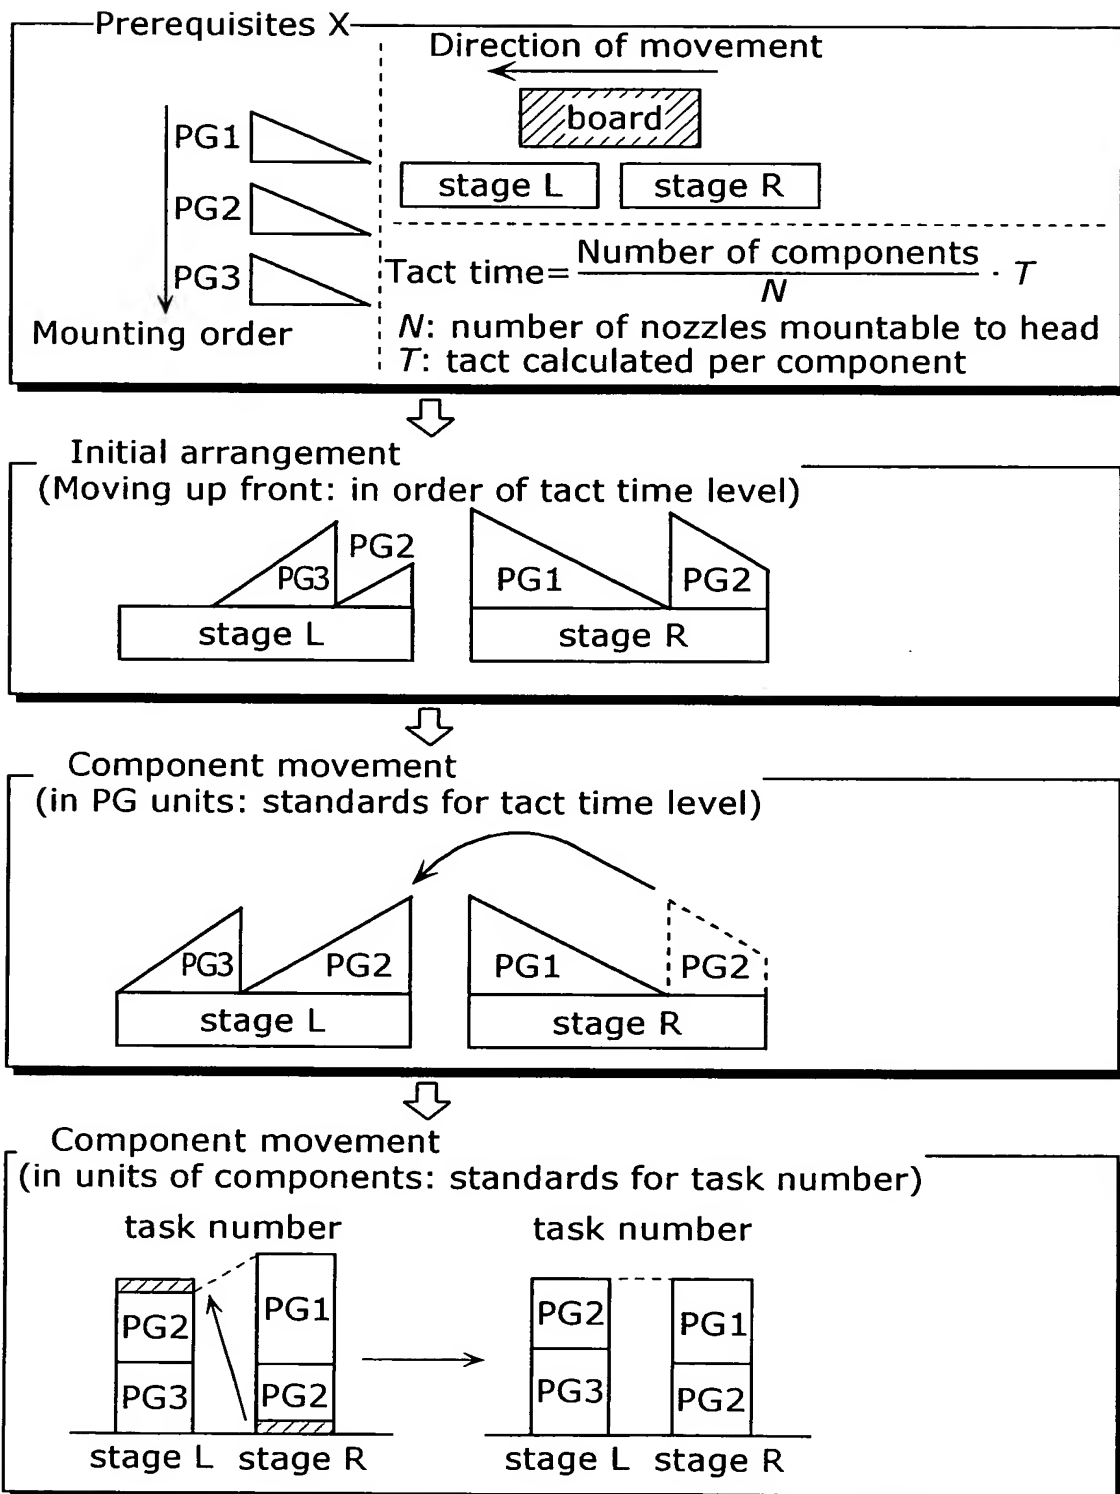 Prerequisites X
Direction of movement
board
stage L
stage R
PG1
PG2
PG3
Mounting order
Tact time= Number of components / N · T
N: number of nozzles mountable to head
T: tact calculated per component
Initial arrangement
(Moving up front: in order of tact time level)
PG3
PG2
PG1
PG2
stage L
stage R
Component movement
(in PG units: standards for tact time level)
PG3
PG2
PG1
PG2
stage L
stage R
Component movement
(in units of components: standards for task number)
task number
task number
PG2
PG3
PG1
PG2
PG2
PG3
PG1
PG2
stage L
stage R
stage L
stage R